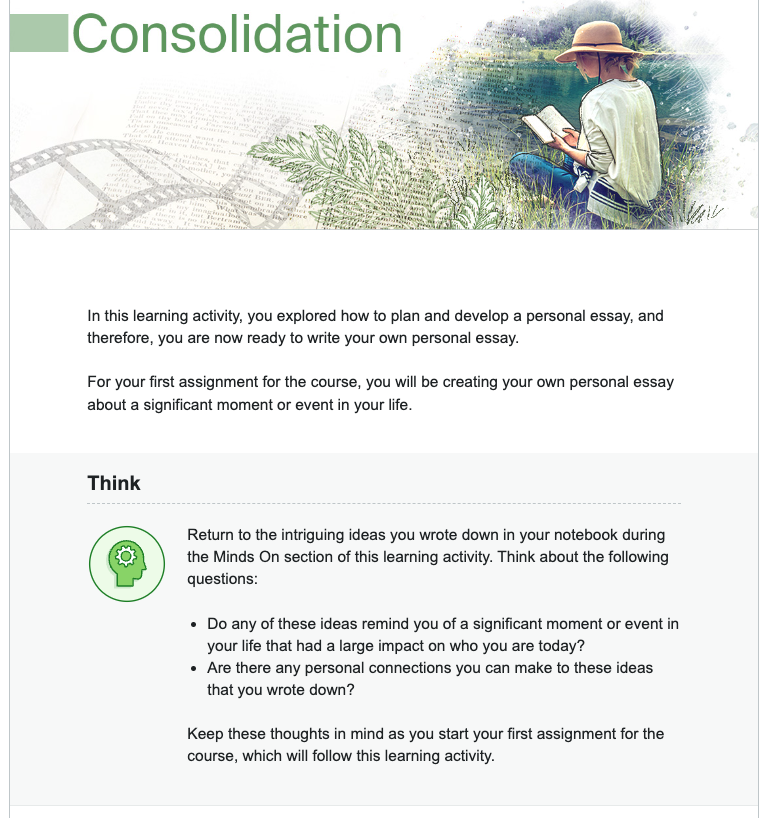 Consolidation
In this learning activity, you explored how to plan and develop a personal essay, and
therefore, you are now ready to write your own personal essay.
For your first assignment for the course, you will be creating your own personal essay
about a significant moment or event in your life.
Think
Return to the intriguing ideas you wrote down in your notebook during
the Minds On section of this learning activity. Think about the following
questions:
• Do any of these ideas remind you of a significant moment or event in
your life that had a large impact on who you are today?
• Are there any personal connections you can make to these ideas
that you wrote down?
Keep these thoughts in mind as you start your first assignment for the
course, which will follow this learning activity.